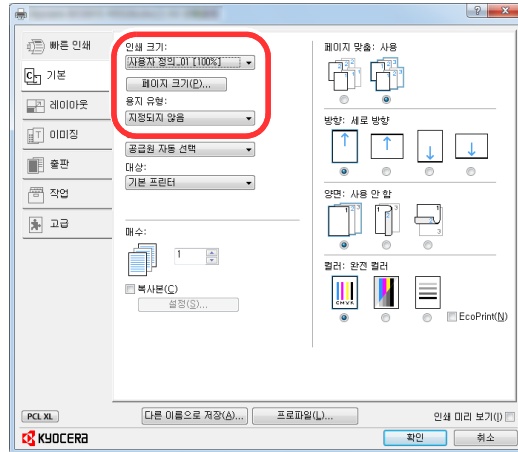 빠른 인쇄
기본
레이아웃
이미징
출판
작업
고급
인쇄 크기:
사용자 정의_01 [100%]
페이지 크기(P)...
용지 유형:
지정되지 않음
공급원 자동 선택
대상:
기본 프린터
매수:
1
복사본(C)
설정(S)...
페이지 맞춤: 사용
방향: 세로 방향
양면: 사용 안 함
컬러: 완전 컬러
CMYK
EcoPrint(N)
PCL XL
다른 이름으로 저장(A)...
프로파일(L)...
인쇄 미리 보기(I)
KYOCERA
확인
취소